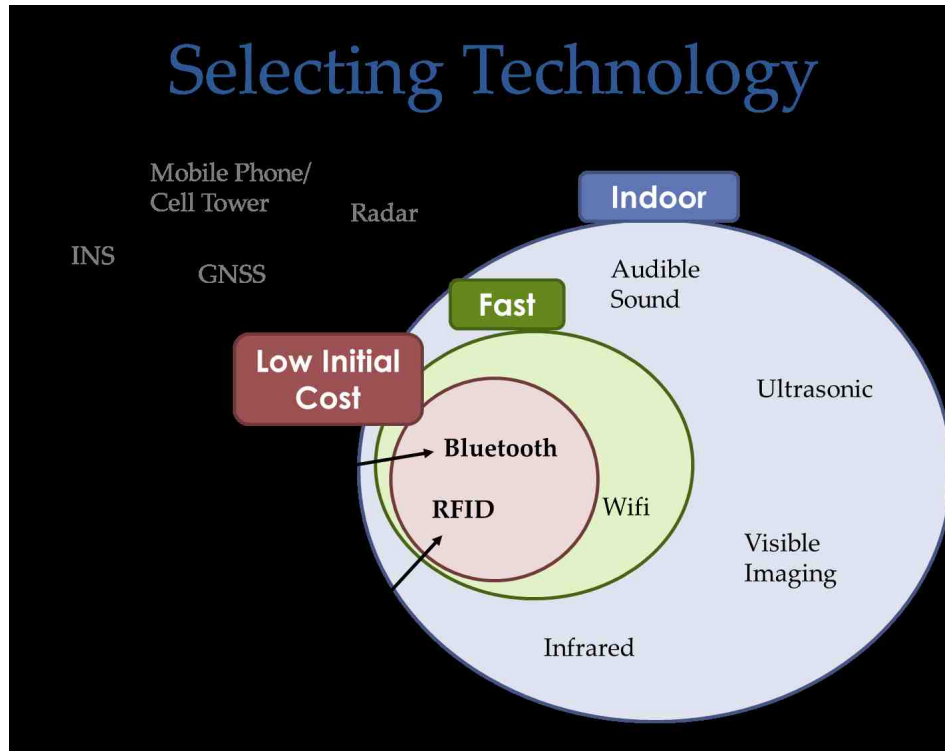 Selecting Technology
Mobile Phone/
Cell Tower
Radar
INS
GNSS
Indoor
Audible
Sound
Fast
Low Initial
Cost
Ultrasonic
Bluetooth
RFID
Wifi
Visible
Imaging
Infrared